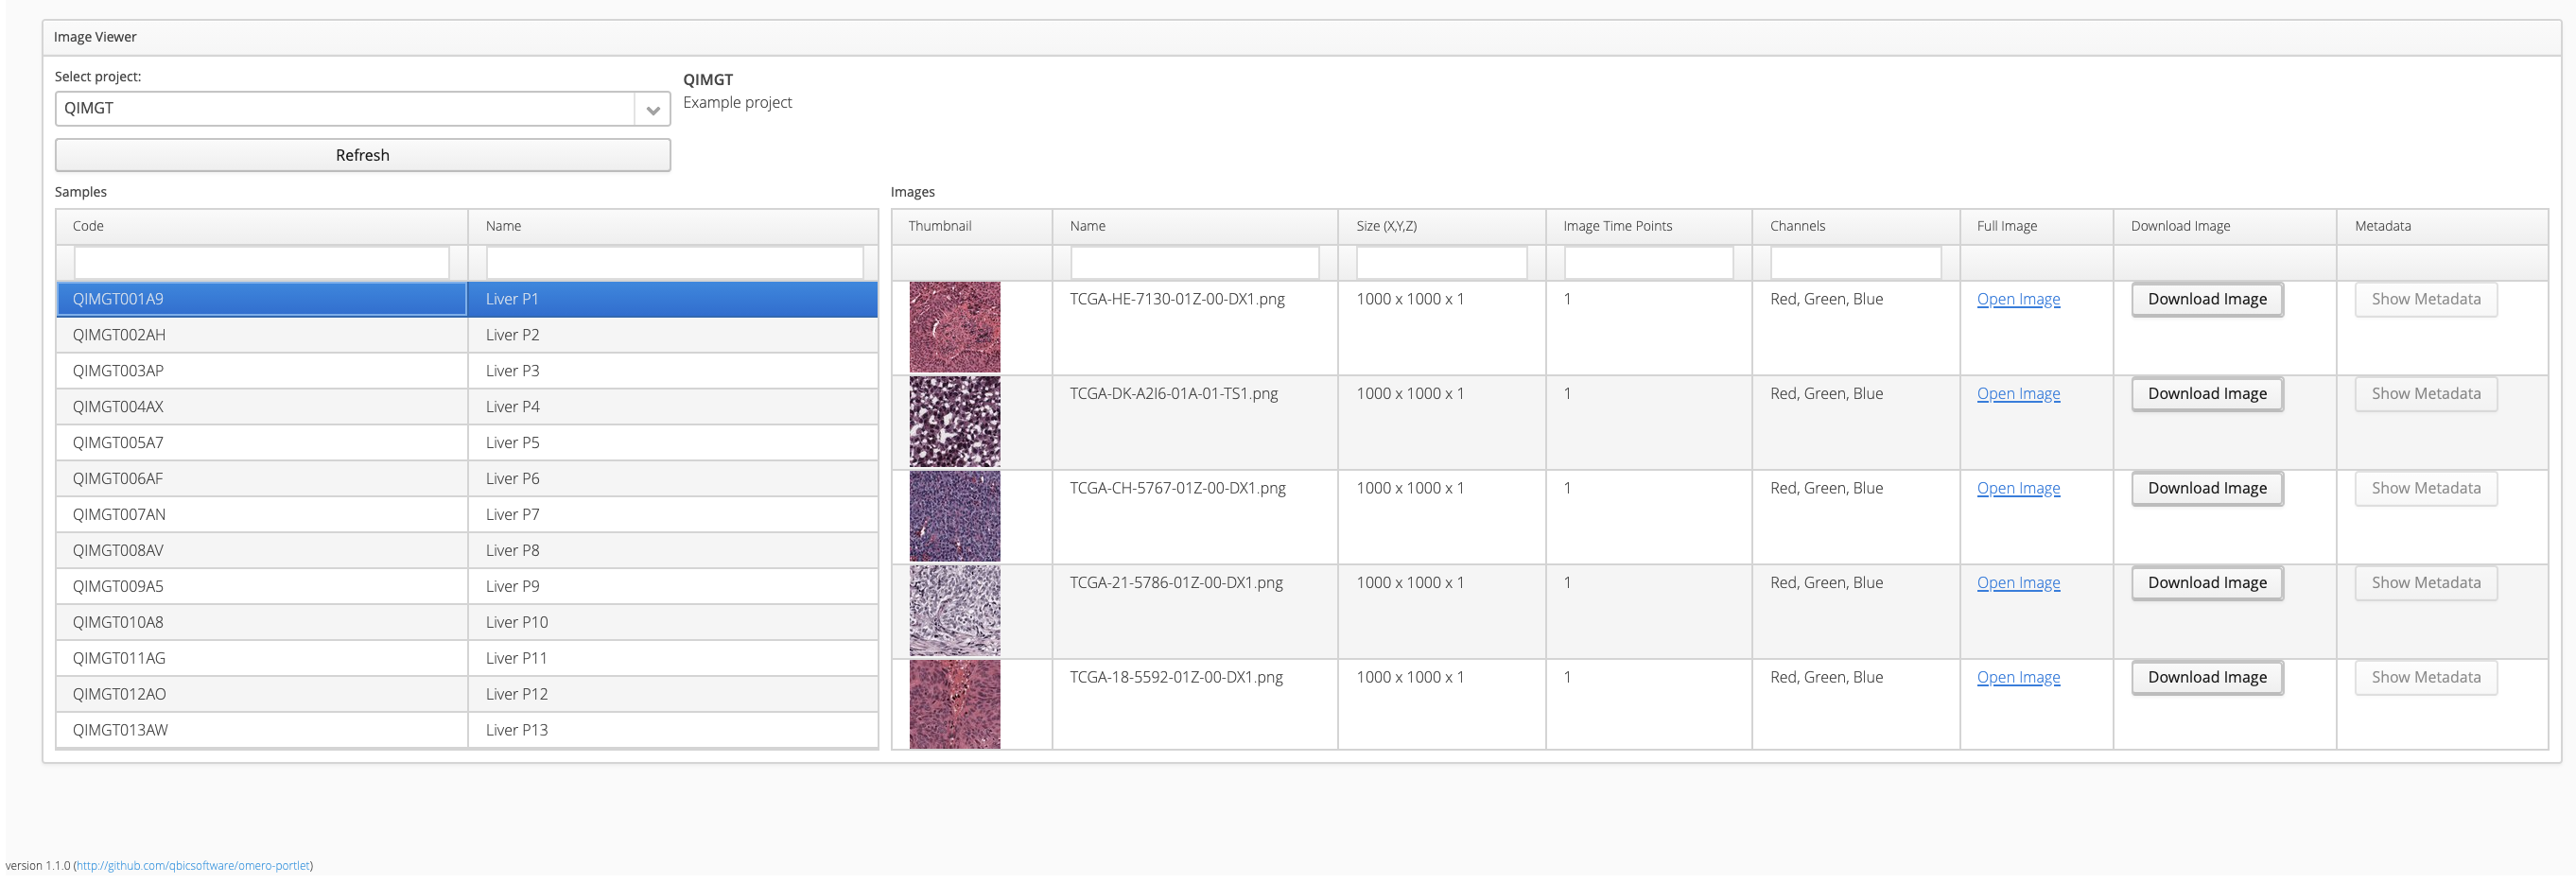 Image Viewer
Select project:
QIMGT
QIMGT
Example project
Refresh
Samples
Code Name
QIMGT001A9 Liver P1
QIMGT002AH Liver P2
QIMGT003AP Liver P3
QIMGT004AX Liver P4
QIMGT005A7 Liver P5
QIMGT006AF Liver P6
QIMGT007AN Liver P7
QIMGT008AV Liver P8
QIMGT009A5 Liver P9
QIMGT010A8 Liver P10
QIMGT011AG Liver P11
QIMGT012AO Liver P12
QIMGT013AW Liver P13
Images
Thumbnail Name Size (X,Y,Z) Image Time Points Channels Full Image Download Image Metadata
TCGA-HE-7130-01Z-00-DX1.png 1000 x 1000 x 1 1 Red, Green, Blue Open Image Download Image Show Metadata
TCGA-DK-A2I6-01A-01-TS1.png 1000 x 1000 x 1 1 Red, Green, Blue Open Image Download Image Show Metadata
TCGA-CH-5767-01Z-00-DX1.png 1000 x 1000 x 1 1 Red, Green, Blue Open Image Download Image Show Metadata
TCGA-21-5786-01Z-00-DX1.png 1000 x 1000 x 1 1 Red, Green, Blue Open Image Download Image Show Metadata
TCGA-18-5592-01Z-00-DX1.png 1000 x 1000 x 1 1 Red, Green, Blue Open Image Download Image Show Metadata
version 1.1.0 (http://github.com/qbicsoftware/omero-portlet)